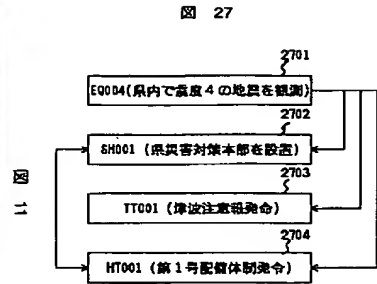 図 27
2701
EQ004(県内で震度4の地震を観測)
2702
SH001 (県災害対策本部を設置)
2703
TT001 (津波注意報発令)
2704
HT001 (第1号配備体制発令)
図 11